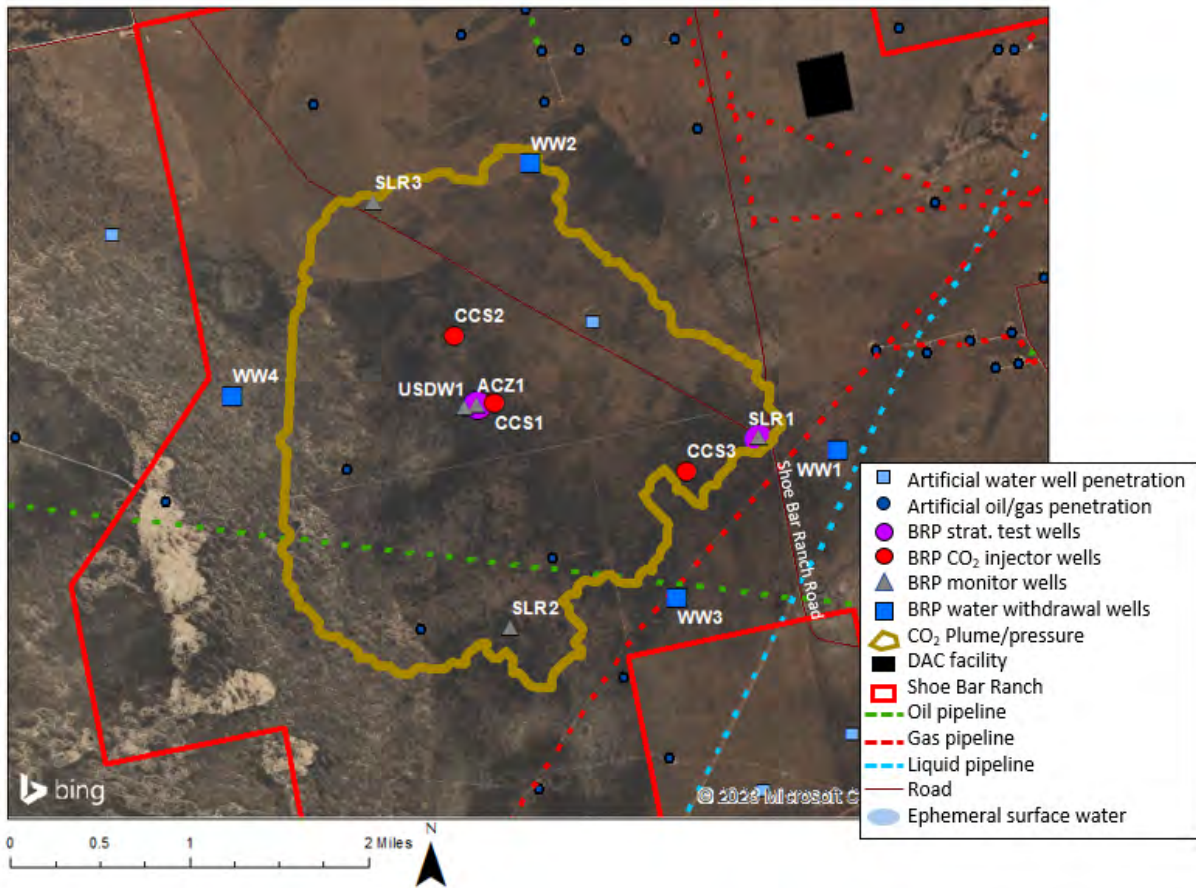 WW2
SLR3
CCS2
WW4
USDW1
ACZ1
CCS1
SLR1
CCS3
WW1
Shoe Bar Ranch Road
SLR2
WW3
Artificial water well penetration
Artificial oil/gas penetration
BRP strat. test wells
BRP CO₂ injector wells
BRP monitor wells
BRP water withdrawal wells
CO₂ Plume/pressure
DAC facility
Shoe Bar Ranch
Oil pipeline
Gas pipeline
Liquid pipeline
Road
Ephemeral surface water
bing
© 2023 Microsoft C
0 0.5 1 2 Miles
N